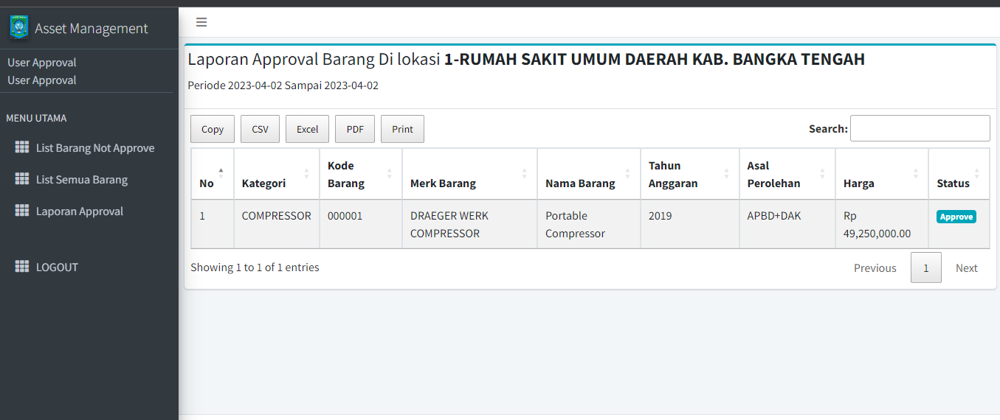 Asset Management
User Approval
User Approval
MENU UTAMA
List Barang Not Approve
List Semua Barang
Laporan Approval
LOGOUT
Laporan Approval Barang Di lokasi 1-RUMAH SAKIT UMUM DAERAH KAB. BANGKA TENGAH
Periode 2023-04-02 Sampai 2023-04-02
Copy CSV Excel PDF Print Search:
No Kategori Kode Barang Merk Barang Nama Barang Tahun Anggaran Asal Perolehan Harga Status
1 COMPRESSOR 000001 DRAEGER WERK COMPRESSOR Portable Compressor 2019 APBD+DAK Rp 49,250,000.00 Approve
Showing 1 to 1 of 1 entries Previous 1 Next